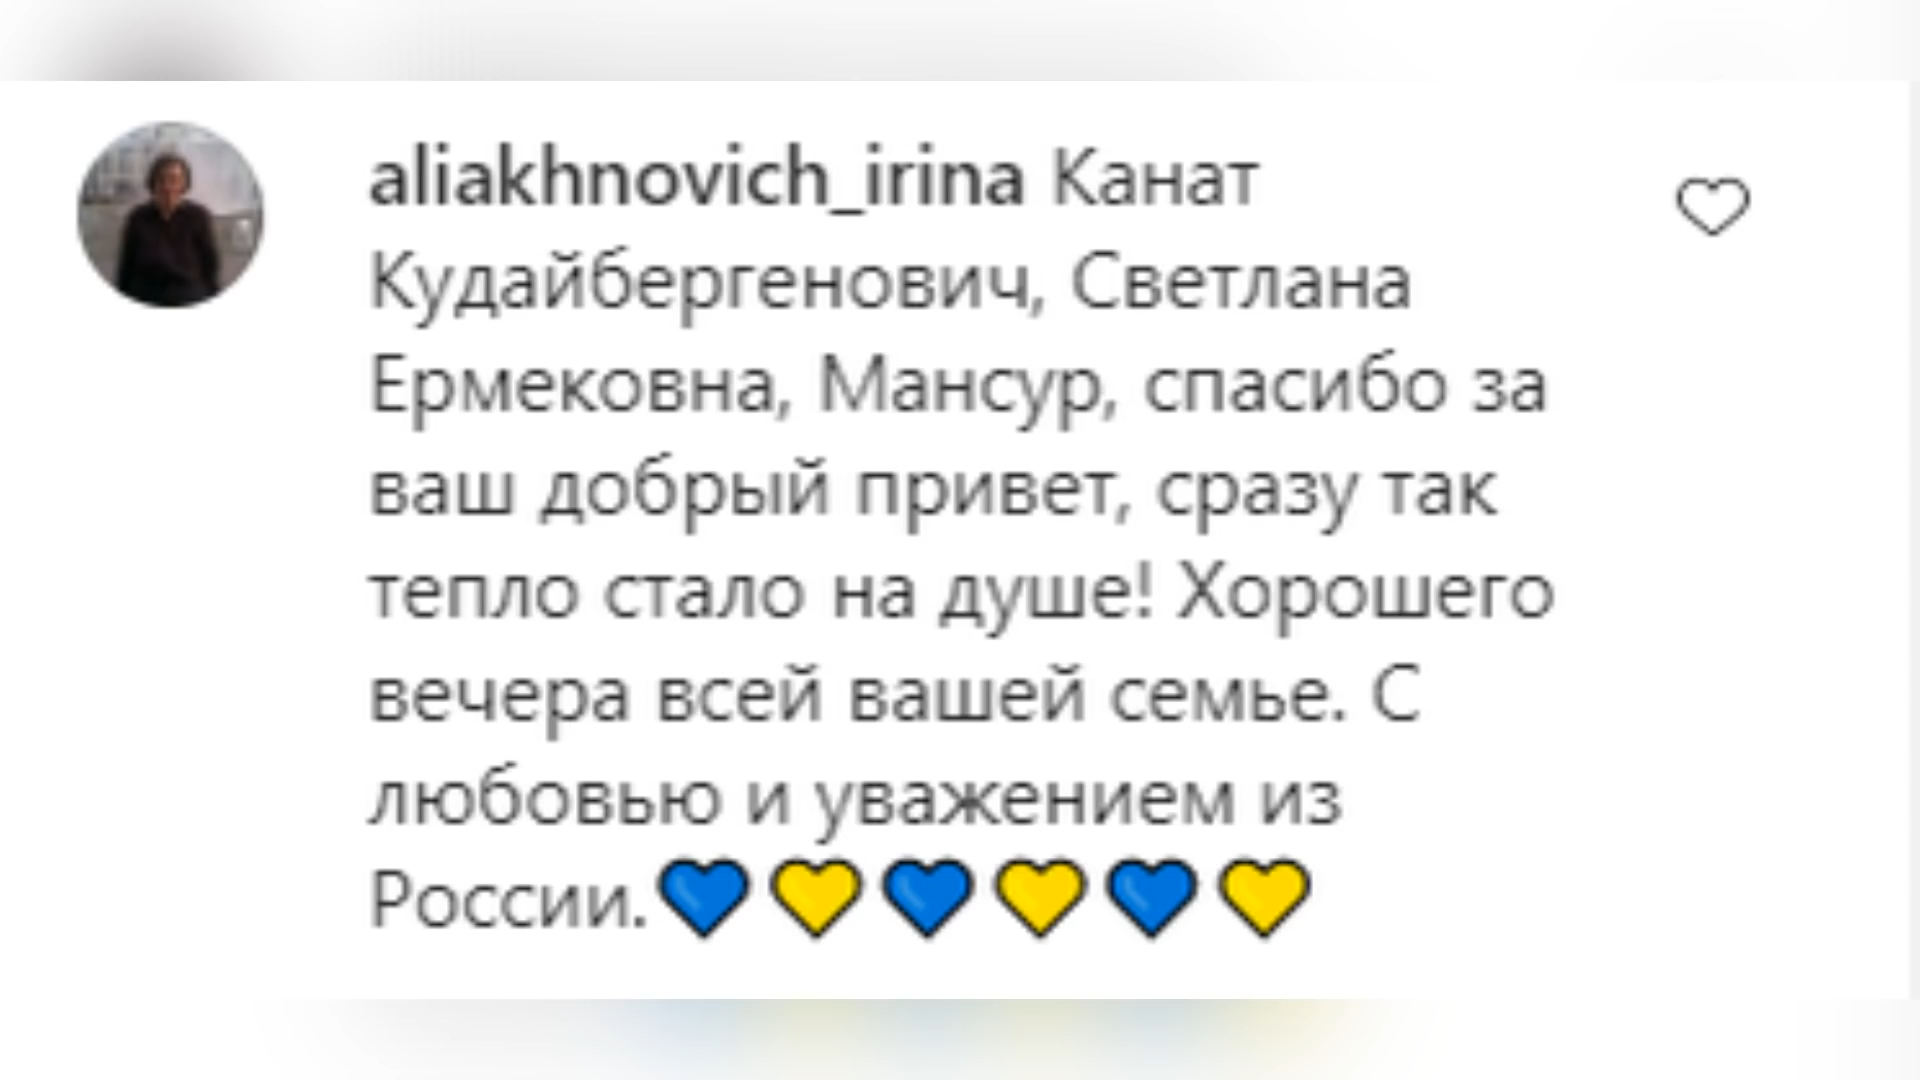 aliakhnovich_irina Канат
Кудайбергенович, Светлана
Ермековна, Мансур, спасибо за
ваш добрый привет, сразу так
тепло стало на душе! Хорошего
вечера всей вашей семье. С
любовью и уважением из
России.💙💛💙💛💙💛